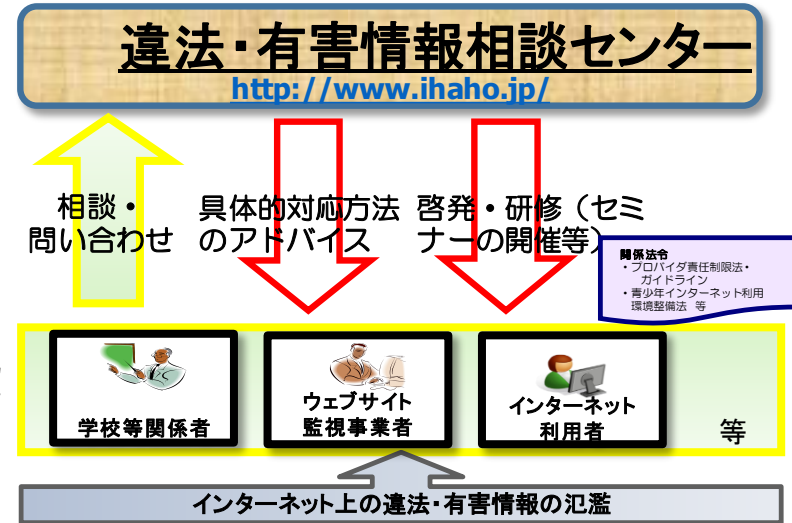 違法・有害情報相談センター
http://www.ihaho.jp/
相談・
問い合わせ
具体的対応方法
のアドバイス
啓発・研修（セミ
ナーの開催等）
関係法令
・プロバイダ責任制限法・
ガイドライン
・青少年インターネット利用
環境整備法 等
学校等関係者
ウェブサイト
監視事業者
インターネット
利用者
等
インターネット上の違法・有害情報の氾濫